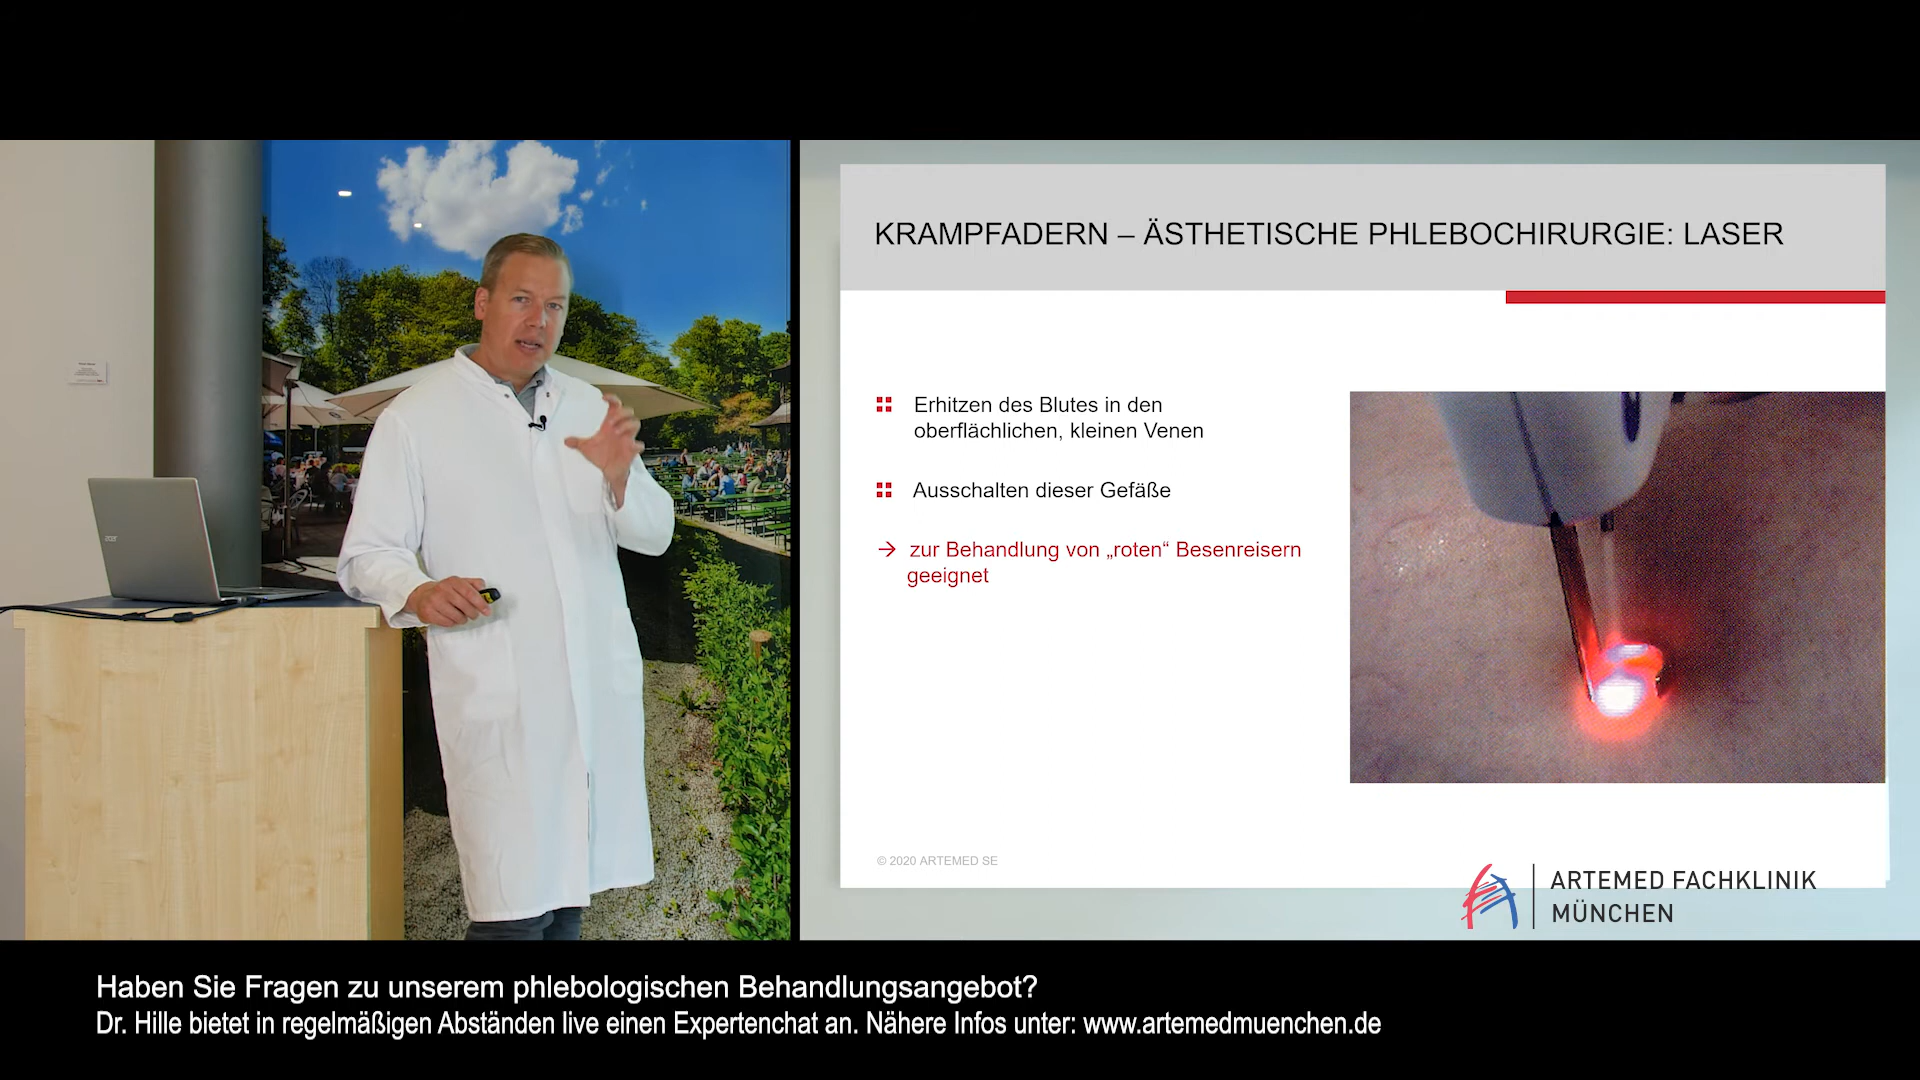 acer
KRAMPFADERN – ÄSTHETISCHE PHLEBOCHIRURGIE: LASER
Erhitzen des Blutes in den
oberflächlichen, kleinen Venen
Ausschalten dieser Gefäße
→ zur Behandlung von „roten“ Besenreisern
geeignet
© 2020 ARTEMED SE
ARTEMED FACHKLINIK
MÜNCHEN
Haben Sie Fragen zu unserem phlebologischen Behandlungsangebot?
Dr. Hille bietet in regelmäßigen Abständen live einen Expertenchat an. Nähere Infos unter: www.artemedmuenchen.de